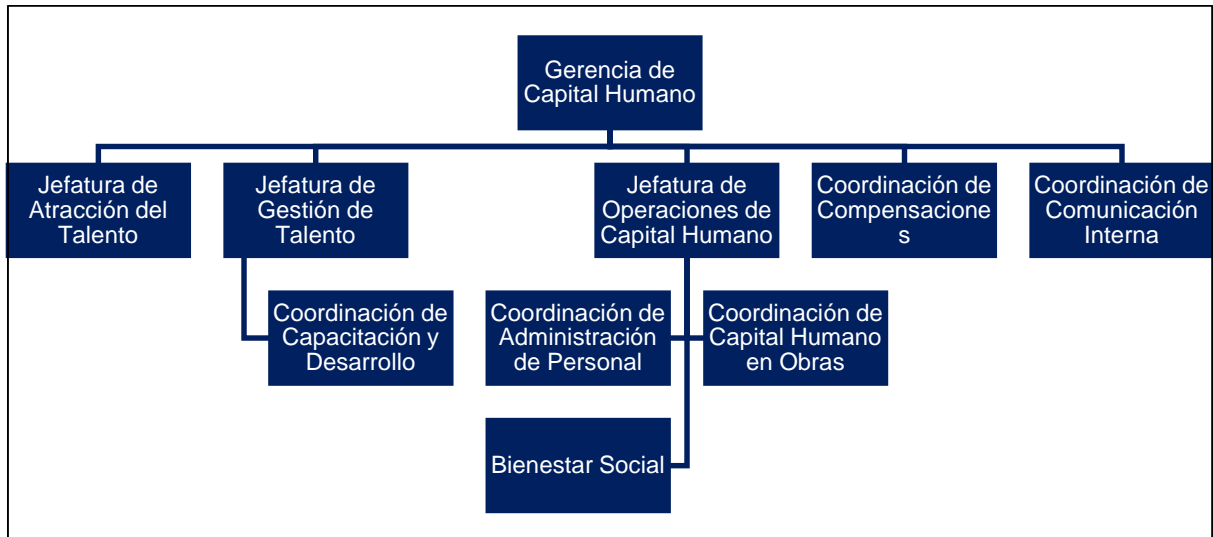 Gerencia de
Capital Humano
Jefatura de
Atracción del
Talento
Jefatura de
Gestión de
Talento
Jefatura de
Operaciones de
Capital Humano
Coordinación de
Compensacione
s
Coordinación de
Comunicación
Interna
Coordinación de
Capacitación y
Desarrollo
Coordinación de
Administración
de Personal
Coordinación de
Capital Humano
en Obras
Bienestar Social